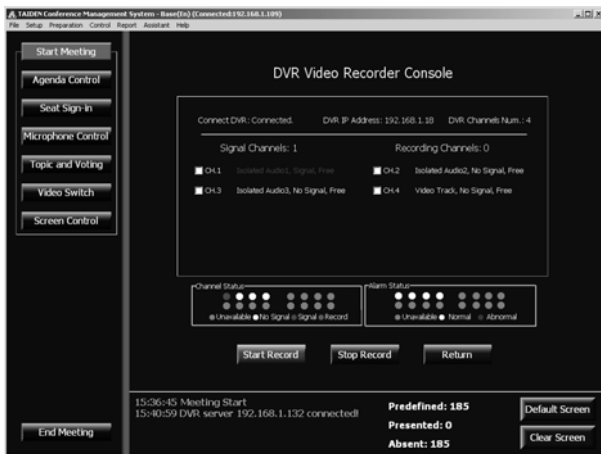 TAIDEN Conference Management System - Base(En) (Connected:192.168.1.189)
File Setup Preparation Control Report Assistant Help
Start Meeting
Agenda Control
Seat Sign-in
Microphone Control
Topic and Voting
Video Switch
Screen Control
End Meeting
DVR Video Recorder Console
Connect DVR: Connected. DVR IP Address: 192.168.1.18 DVR Channels Num.: 4
Signal Channels: 1 Recording Channels: 0
CH.1 Isolated Audio1, Signal, Free CH.2 Isolated Audio2, No Signal, Free
CH.3 Isolated Audio3, No Signal, Free CH.4 Video Track, No Signal, Free
Channel Status Alarm Status
Unavailable No Signal Signal Record Unavailable Normal Abnormal
Start Record Stop Record Return
15:36:45 Meeting Start
15:40:59 DVR server 192.168.1.132 connected!
Predefined: 185
Presented: 0
Absent: 185
Default Screen
Clear Screen